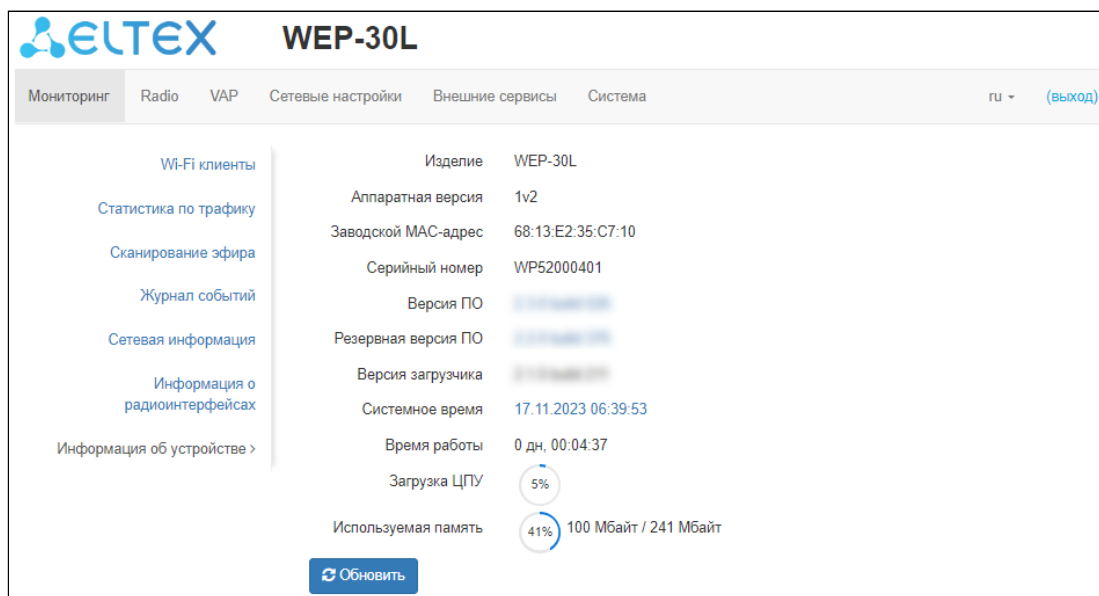 ELTEX WEP-30L
Мониторинг Radio VAP Сетевые настройки Внешние сервисы Система ru (выход)
Wi-Fi клиенты
Статистика по трафику
Сканирование эфира
Журнал событий
Сетевая информация
Информация о
радиоинтерфейсах
Информация об устройстве >
Изделие WEP-30L
Аппаратная версия 1v2
Заводской MAC-адрес 68:13:E2:35:C7:10
Серийный номер WP52000401
Версия ПО
Резервная версия ПО
Версия загрузчика
Системное время 17.11.2023 06:39:53
Время работы 0 дн, 00:04:37
Загрузка ЦПУ 5%
Используемая память 41% 100 Мбайт / 241 Мбайт
Обновить